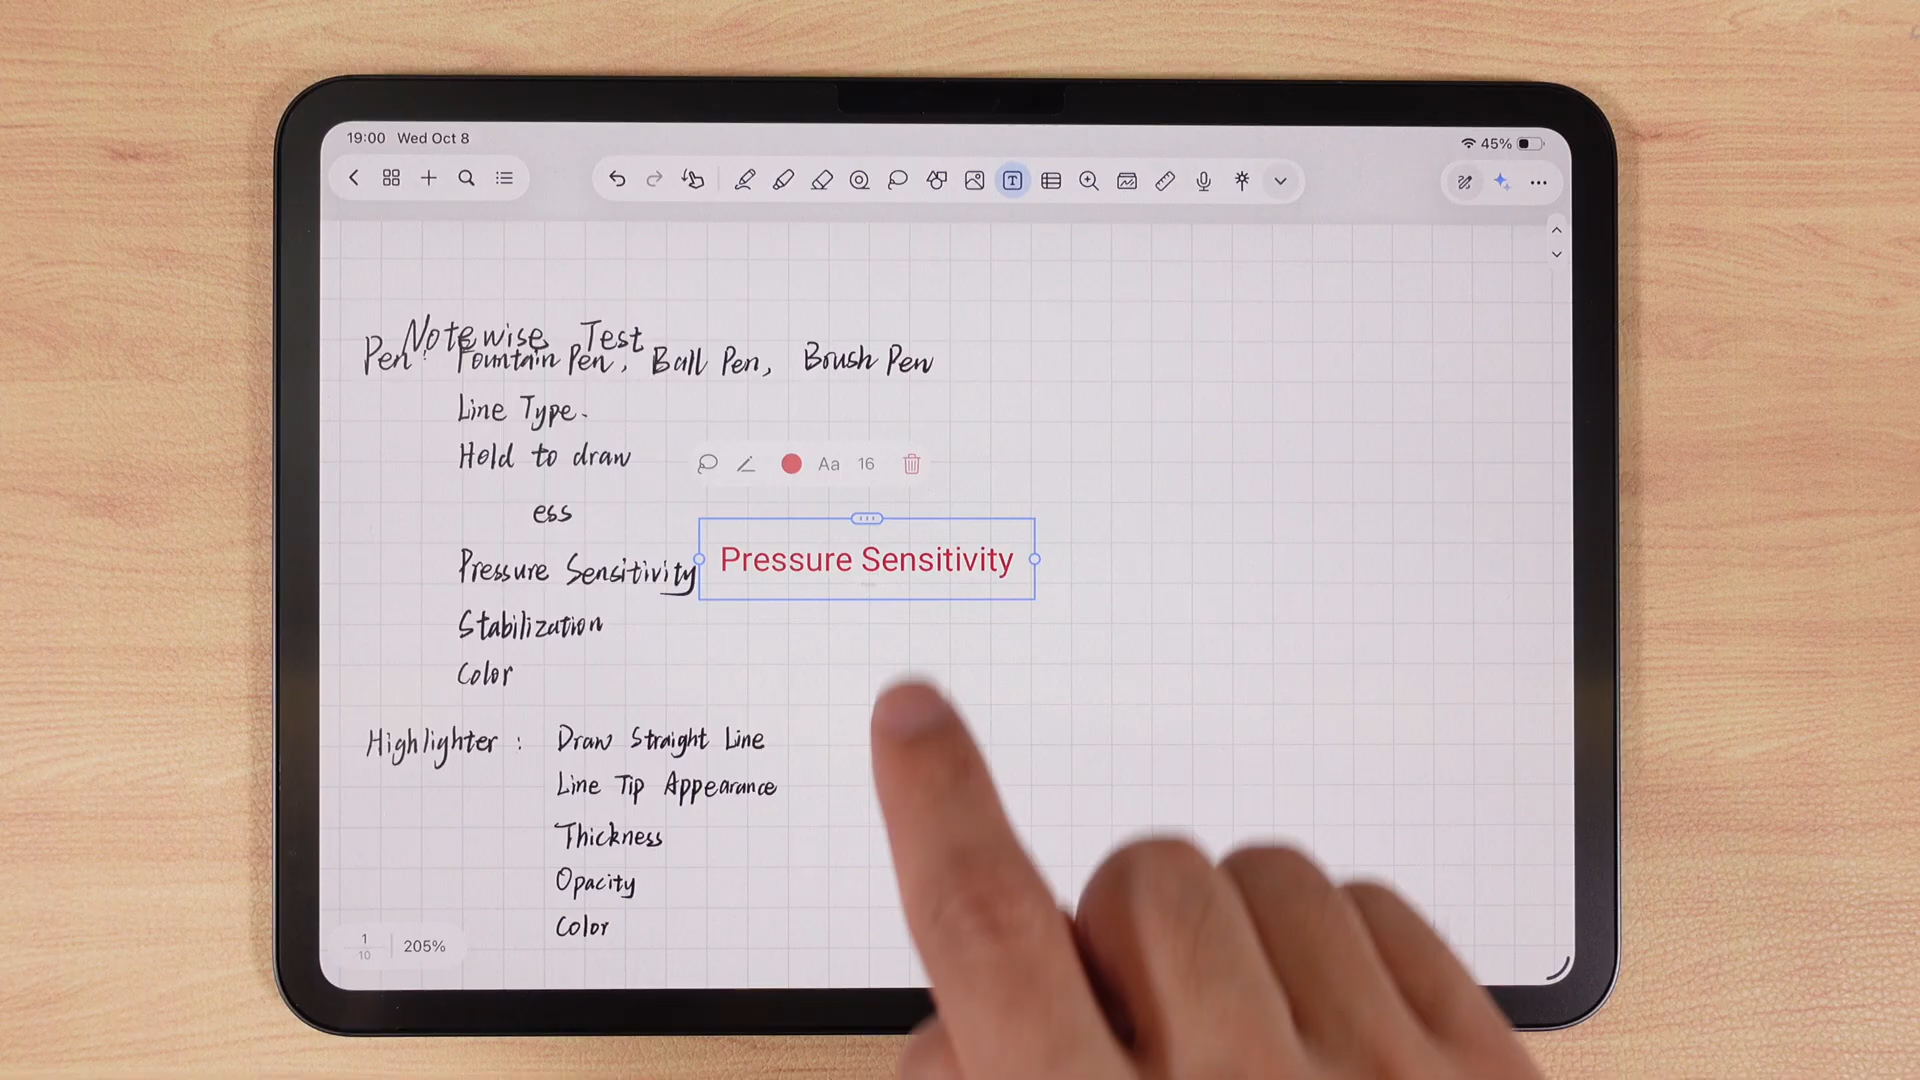 19:00 Wed Oct 8
45%
Notewise Test
Pen: Fountain Pen, Ball Pen, Brush Pen
Line Type.
Hold to draw
Aa 16
ess
Pressure Sensitivity
Pressure Sensitivity
Stabilization
Color
Highlighter : Draw Straight Line
Line Tip Appearance
Thickness
Opacity
Color
1
10
205%